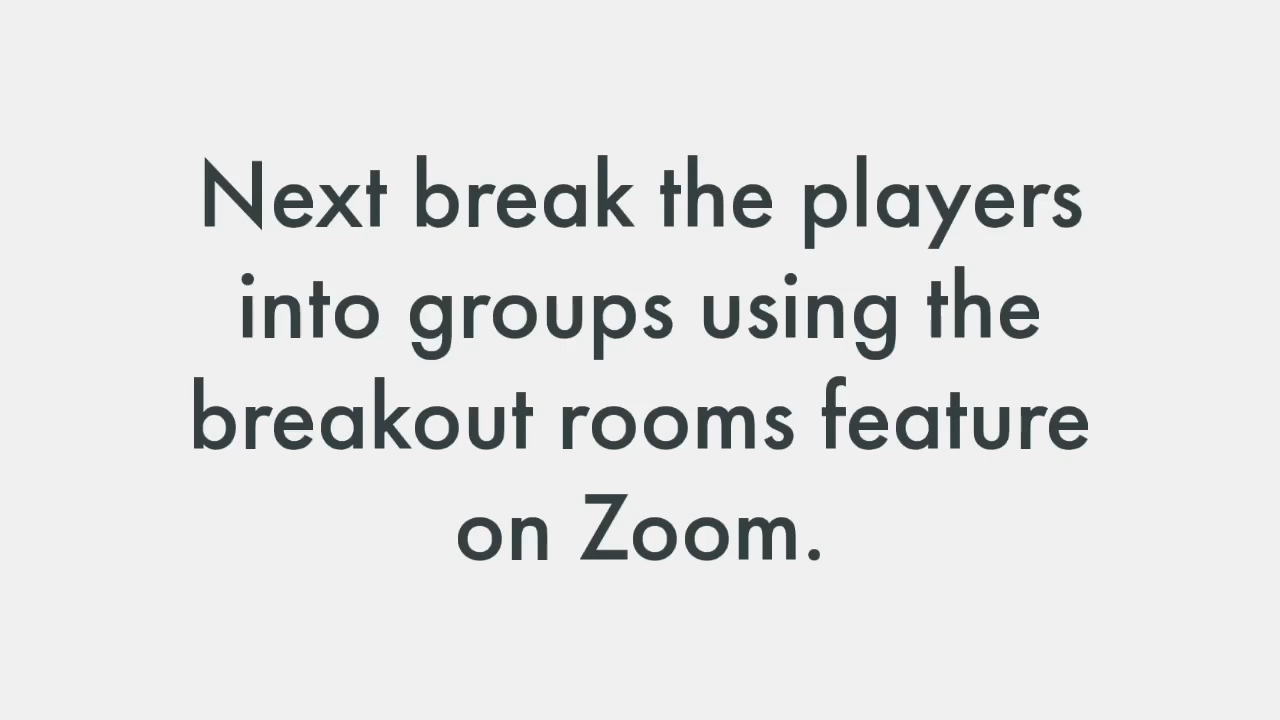 Next break the players
into groups using the
breakout rooms feature
on Zoom.